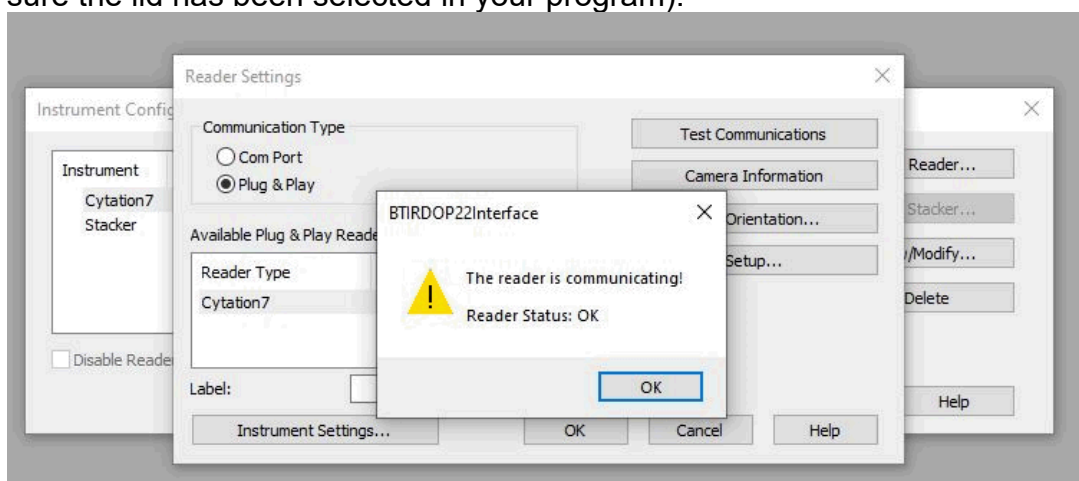 sure the lid has been selected in your program).
Reader Settings
Instrument Config
Communication Type
Com Port
Plug & Play
Test Communications
Camera Information
Orientation...
Setup...
Instrument
Cytation7
Stacker
Available Plug & Play Reade
Reader Type
Cytation7
BTIRDOP22Interface
The reader is communicating!
Reader Status: OK
OK
Reader...
Stacker...
/Modify...
Delete
Disable Reade
Label:
Instrument Settings...
OK
Cancel
Help
Help